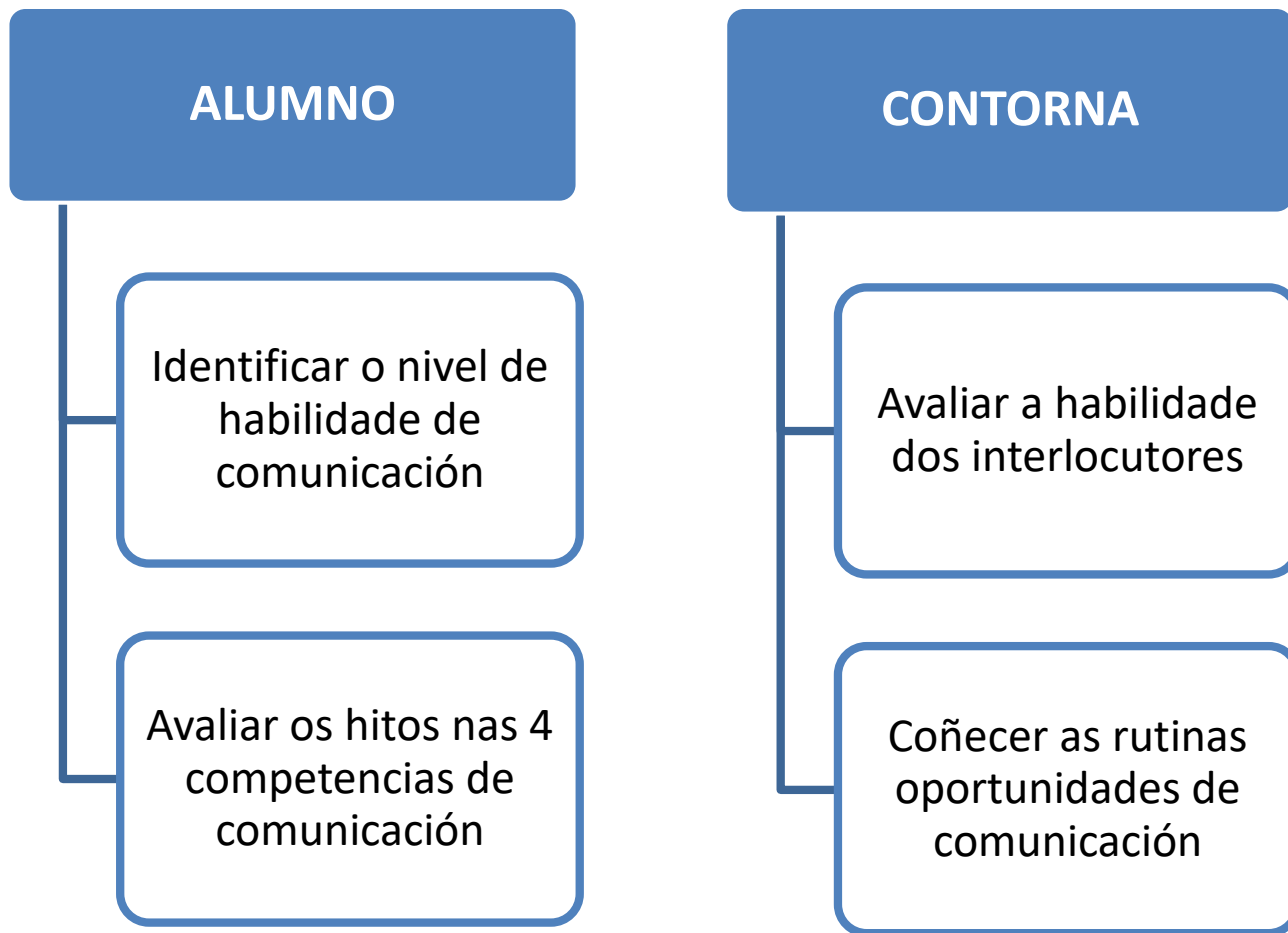 ALUMNO
Identificar o nivel de
habilidade de
comunicación
Avaliar os hitos nas 4
competencias de
comunicación
CONTORNA
Avaliar a habilidade
dos interlocutores
Coñecer as rutinas
oportunidades de
comunicación